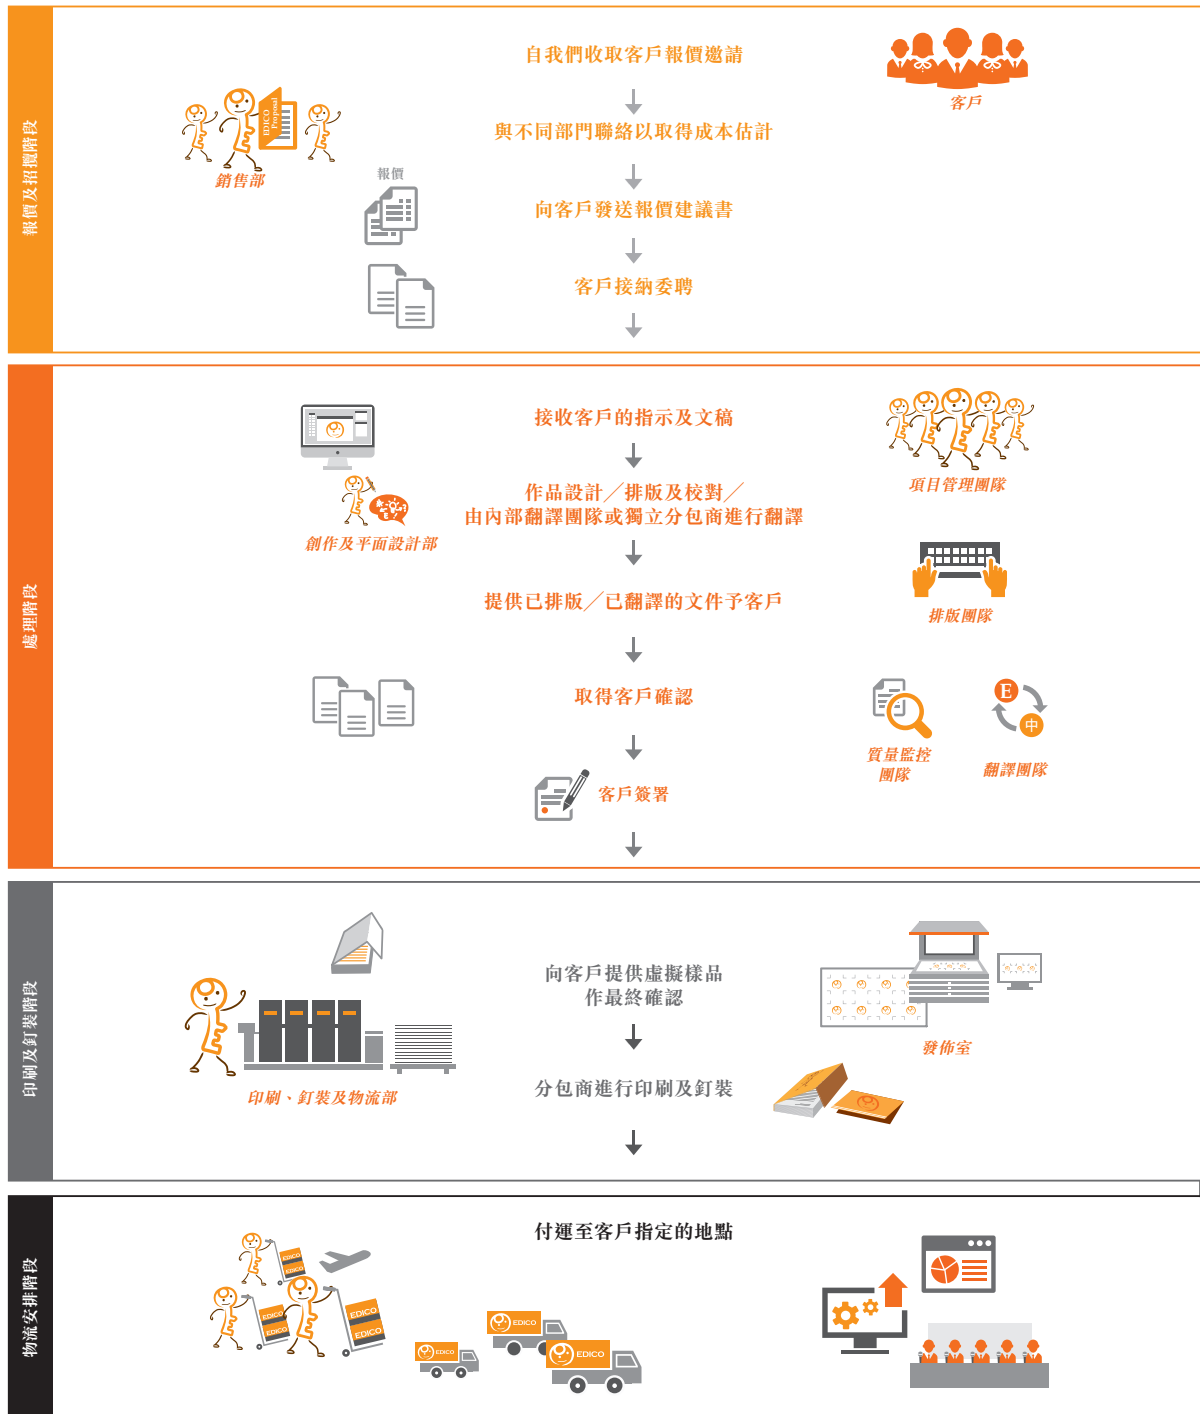 報價及招攬階段
自我們收取客戶報價邀請
客戶
與不同部門聯絡以取得成本估計
EDICO
Proposal
銷售部
報價
向客戶發送報價建議書
客戶接納委聘
處理階段
接收客戶的指示及文稿
項目管理團隊
作品設計╱排版及校對╱
由內部翻譯團隊或獨立分包商進行翻譯
創作及平面設計部
提供已排版╱已翻譯的文件予客戶
排版團隊
取得客戶確認
E
中
質量監控
團隊
翻譯團隊
客戶簽署
印刷及釘裝階段
向客戶提供虛擬樣品
作最終確認
發佈室
印刷、釘裝及物流部
分包商進行印刷及釘裝
物流安排階段
付運至客戶指定的地點
EDICO
EDICO
EDICO
EDICO
EDICO
EDICO
EDICO
EDICO
EDICO